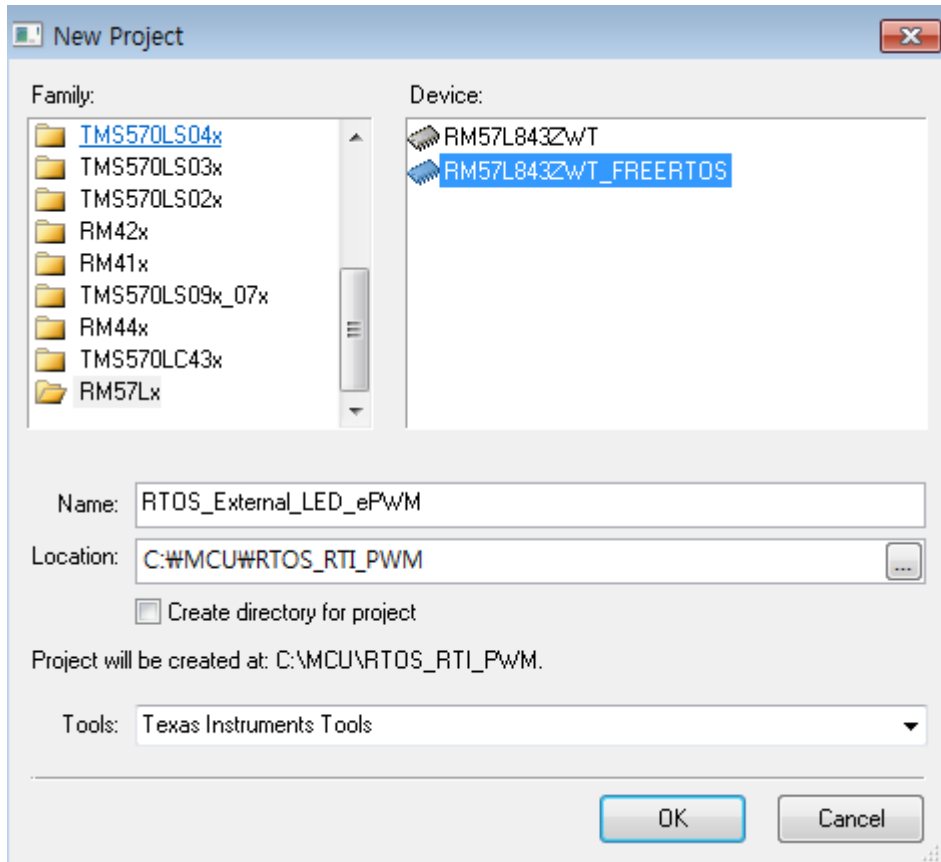 New Project
Family:
TMS570LS04x
TMS570LS03x
TMS570LS02x
RM42x
RM41x
TMS570LS09x_07x
RM44x
TMS570LC43x
RM57Lx
Device:
RM57L843ZWT
RM57L843ZWT_FREERTOS
Name: RTOS_External_LED_ePWM
Location: C:₩MCU₩RTOS_RTI_PWM ...
Create directory for project
Project will be created at: C:\MCU\RTOS_RTI_PWM.
Tools: Texas Instruments Tools
OK Cancel